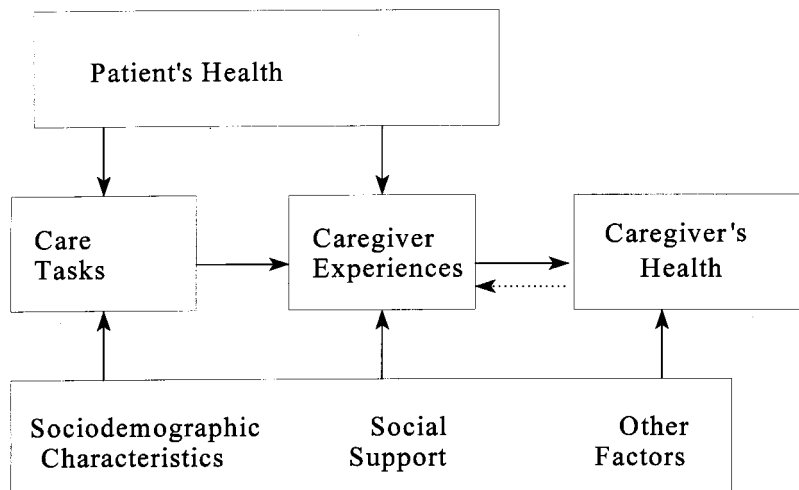 Patient's Health
Care
Tasks
Caregiver
Experiences
Caregiver's
Health
Sociodemographic
Characteristics
Social
Support
Other
Factors